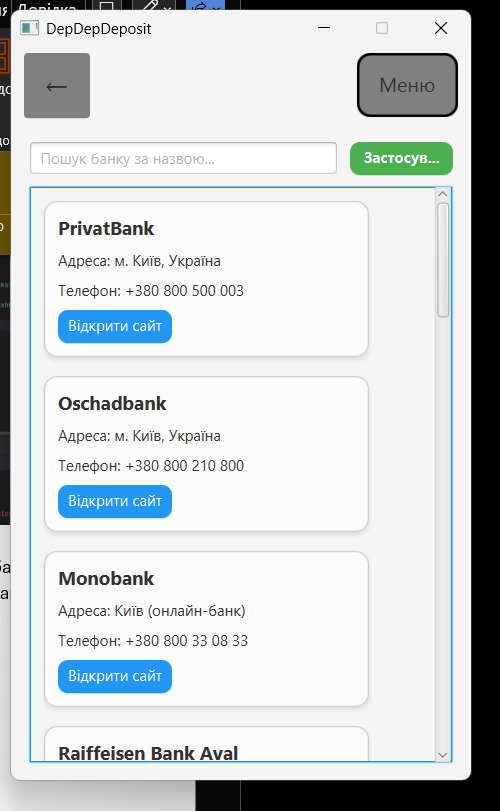 Довідка
DepDepDeposit
←
Меню
Пошук банку за назвою...
Застосув...
PrivatBank
Адреса: м. Київ, Україна
Телефон: +380 800 500 003
Відкрити сайт
Oschadbank
Адреса: м. Київ, Україна
Телефон: +380 800 210 800
Відкрити сайт
Monobank
Адреса: Київ (онлайн-банк)
Телефон: +380 800 33 08 33
Відкрити сайт
Raiffeisen Bank Aval